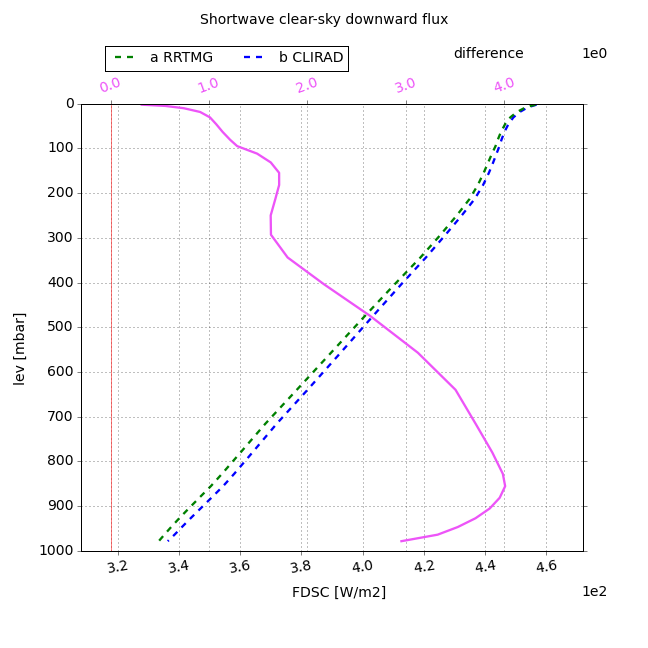 Shortwave clear-sky downward flux
a RRTMG b CLIRAD
difference 1e0
0.0 1.0 2.0 3.0 4.0
0
100
200
300
400
500
600
700
800
900
1000
lev [mbar]
3.2 3.4 3.6 3.8 4.0 4.2 4.4 4.6
FDSC [W/m2] 1e2